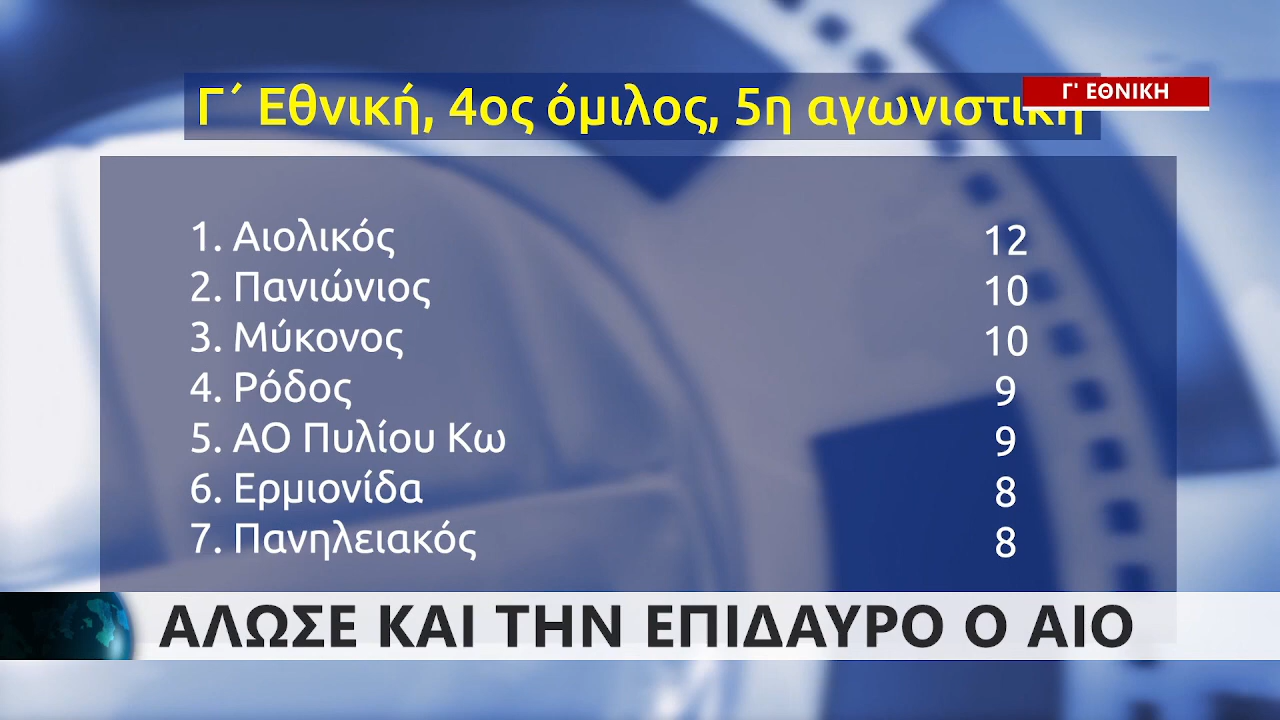 Γ΄ Εθνική, 4ος όμιλος, 5η αγωνιστική
Γ' ΕΘΝΙΚΗ
1. Αιολικός 12
2. Πανιώνιος 10
3. Μύκονος 10
4. Ρόδος 9
5. ΑΟ Πυλίου Κω 9
6. Ερμιονίδα 8
7. Πανηλειακός 8
ΑΛΩΣΕ ΚΑΙ ΤΗΝ ΕΠΙΔΑΥΡΟ Ο ΑΙΟ